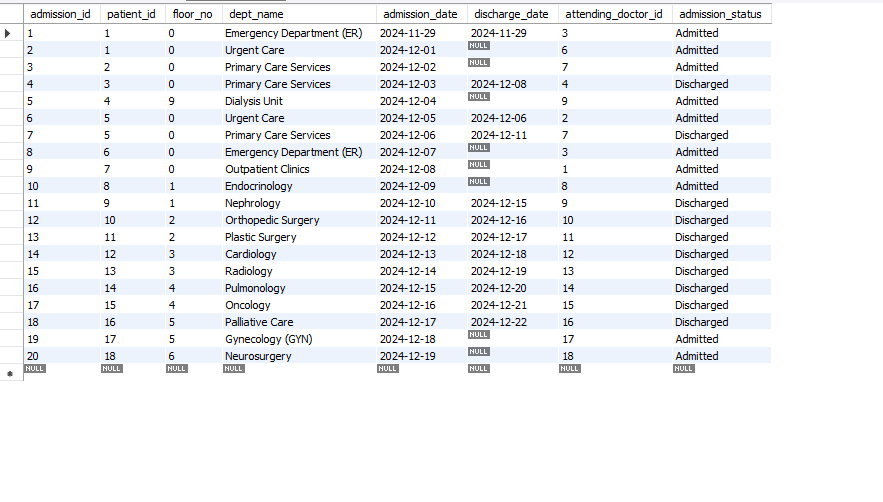 admission_id patient_id floor_no dept_name admission_date discharge_date attending_doctor_id admission_status
1 1 0 Emergency Department (ER) 2024-11-29 2024-11-29 3 Admitted
2 1 0 Urgent Care 2024-12-01 NULL 6 Admitted
3 2 0 Primary Care Services 2024-12-02 NULL 7 Admitted
4 3 0 Primary Care Services 2024-12-03 2024-12-08 4 Discharged
5 4 9 Dialysis Unit 2024-12-04 NULL 9 Admitted
6 5 0 Urgent Care 2024-12-05 2024-12-06 2 Admitted
7 5 0 Primary Care Services 2024-12-06 2024-12-11 7 Discharged
8 6 0 Emergency Department (ER) 2024-12-07 NULL 3 Admitted
9 7 0 Outpatient Clinics 2024-12-08 NULL 1 Admitted
10 8 1 Endocrinology 2024-12-09 NULL 8 Admitted
11 9 1 Nephrology 2024-12-10 2024-12-15 9 Discharged
12 10 2 Orthopedic Surgery 2024-12-11 2024-12-16 10 Discharged
13 11 2 Plastic Surgery 2024-12-12 2024-12-17 11 Discharged
14 12 3 Cardiology 2024-12-13 2024-12-18 12 Discharged
15 13 3 Radiology 2024-12-14 2024-12-19 13 Discharged
16 14 4 Pulmonology 2024-12-15 2024-12-20 14 Discharged
17 15 4 Oncology 2024-12-16 2024-12-21 15 Discharged
18 16 5 Palliative Care 2024-12-17 2024-12-22 16 Discharged
19 17 5 Gynecology (GYN) 2024-12-18 NULL 17 Admitted
20 18 6 Neurosurgery 2024-12-19 NULL 18 Admitted
NULL NULL NULL NULL NULL NULL NULL NULL